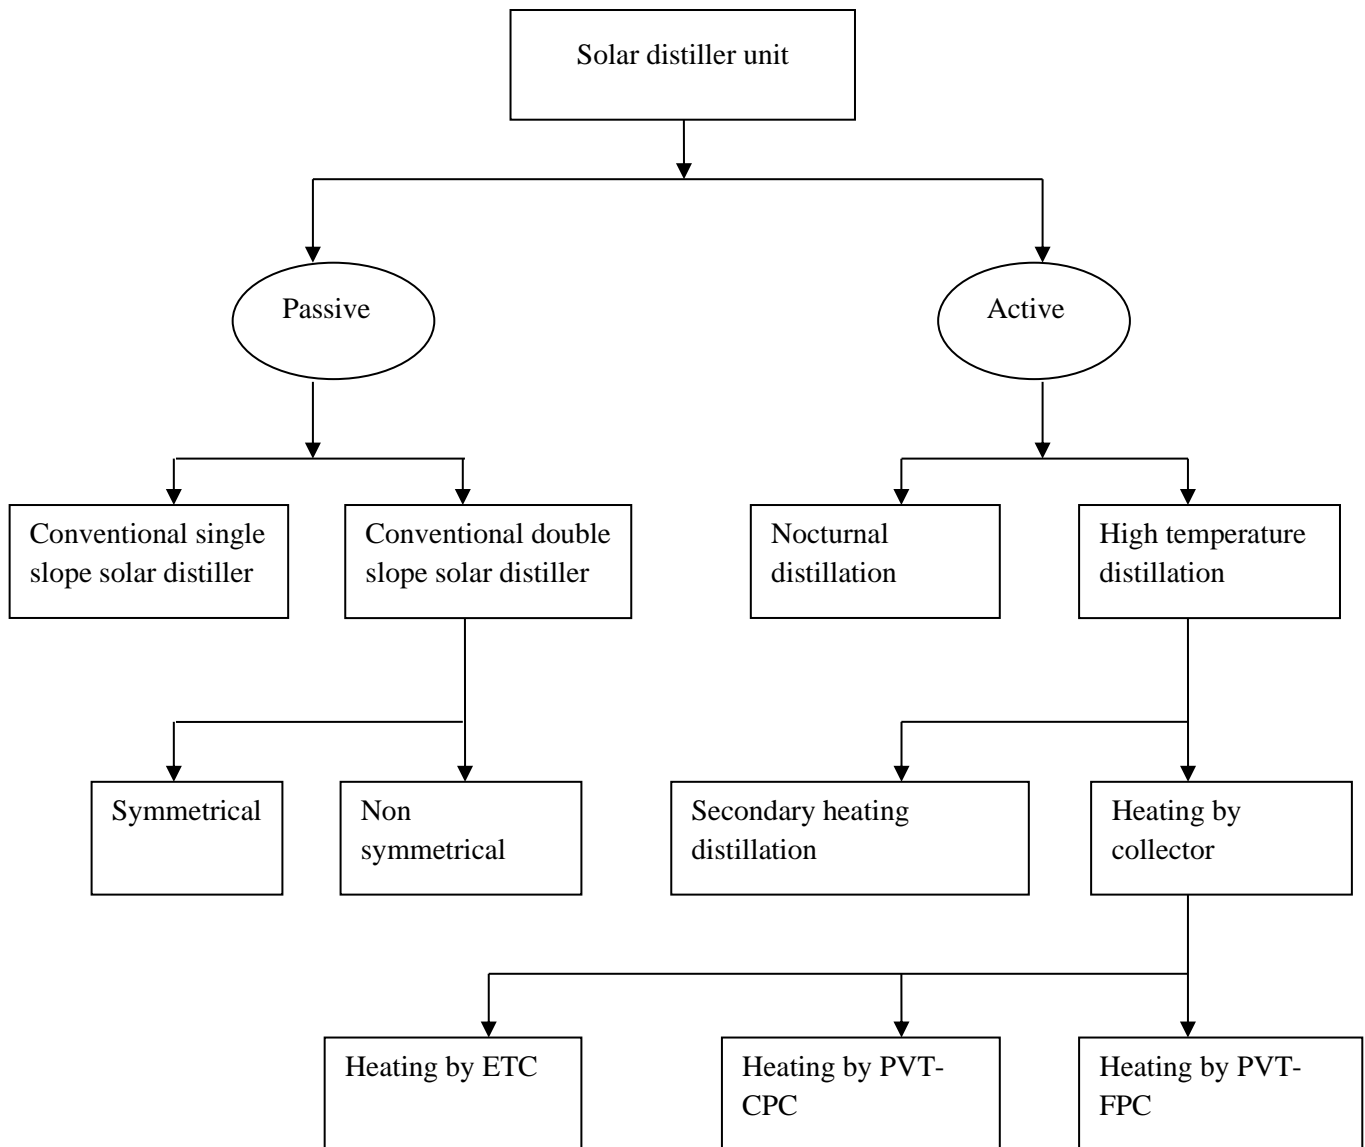 Solar distiller unit
Passive
Active
Conventional single
slope solar distiller
Conventional double
slope solar distiller
Nocturnal
distillation
High temperature
distillation
Symmetrical
Non
symmetrical
Secondary heating
distillation
Heating by
collector
Heating by ETC
Heating by PVT-
CPC
Heating by PVT-
FPC